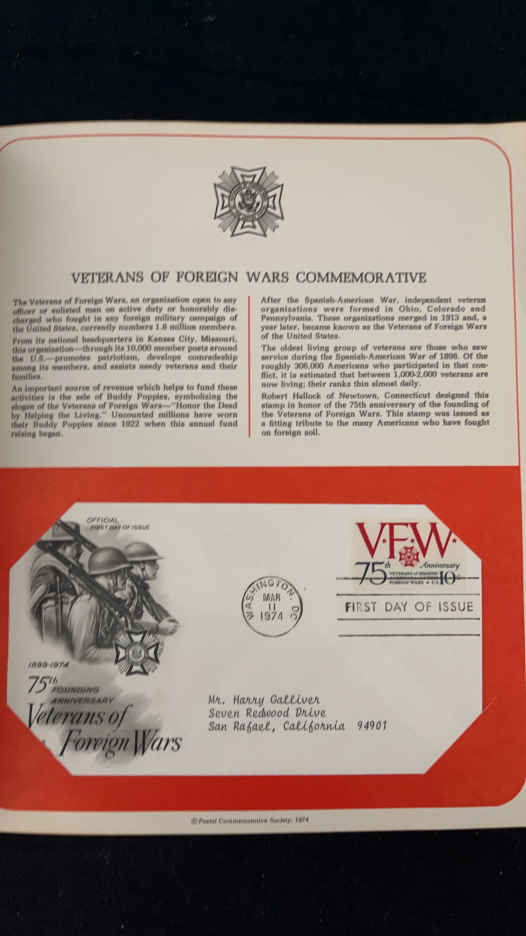 VETERANS OF FOREIGN WARS COMMEMORATIVE
The Veterans of Foreign Wars, an organization open to any
officer or enlisted man on active duty or honorably dis-
charged who fought in any foreign military campaign of
the United States, currently numbers 1.8 million members.
From its national headquarters in Kansas City, Missouri,
this organization—through its 10,000 member posts around
the U.S.—promotes patriotism, develops comradeship
among its members, and assists needy veterans and their
families.
An important source of revenue which helps to fund these
activities is the sale of Buddy Poppies, symbolizing the
slogan of the Veterans of Foreign Wars—"Honor the Dead
by Helping the Living." Uncounted millions have worn
their Buddy Poppies since 1922 when this annual fund
raising began.
After the Spanish-American War, independent veteran
organizations were formed in Ohio, Colorado and
Pennsylvania. These organizations merged in 1913 and, a
year later, became known as the Veterans of Foreign Wars
of the United States.
The oldest living group of veterans are those who saw
service during the Spanish-American War of 1898. Of the
roughly 306,000 Americans who participated in that con-
flict, it is estimated that between 1,000-2,000 veterans are
now living; their ranks thin almost daily.
Robert Hallock of Newtown, Connecticut designed this
stamp in honor of the 75th anniversary of the founding of
the Veterans of Foreign Wars. This stamp was issued as
a fitting tribute to the many Americans who have fought
on foreign soil.
OFFICIAL
FIRST DAY OF ISSUE
V·F·W·
75th Anniversary
VETERANS OF FOREIGN WARS
U.S. 10c
WASHINGTON, DC
MAR
11
1974
FIRST DAY OF ISSUE
1899-1974
75th
FOUNDING
ANNIVERSARY
Veterans of
Foreign Wars
Mr. Harry Galliver
Seven Redwood Drive
San Rafael, California 94901
© Postal Commemorative Society, 1974